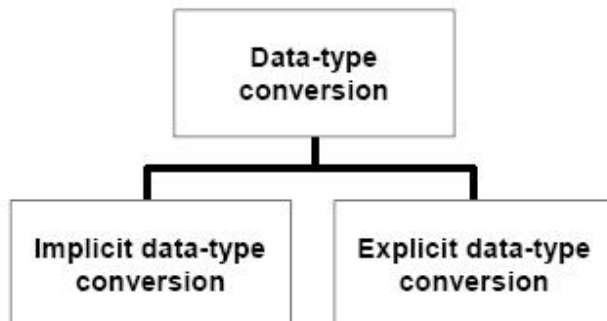 Data-type
conversion
Implicit data-type
conversion
Explicit data-type
conversion